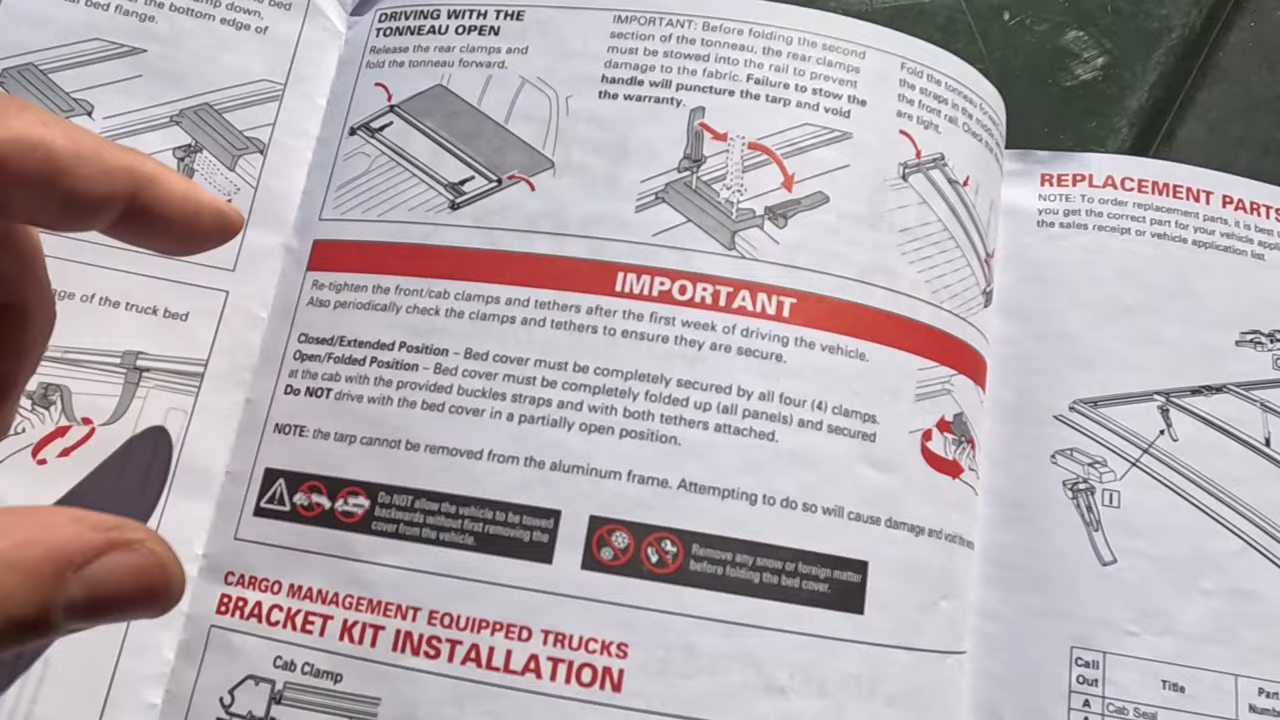 mp down,
bed
the bottom edge of
bed flange.
ge of the truck bed
DRIVING WITH THE
TONNEAU OPEN
Release the rear clamps and
fold the tonneau forward.
IMPORTANT: Before folding the second
section of the tonneau, the rear clamps
must be stowed into the rail to prevent
damage to the fabric. Failure to stow the
handle will puncture the tarp and void
the warranty.
Fold the tonneau
the straps in the
the front rail. Check
are tight.
IMPORTANT
Re-tighten the front/cab clamps and tethers after the first week of driving the vehicle.
Also periodically check the clamps and tethers to ensure they are secure.
Closed/Extended Position – Bed cover must be completely secured by all four (4) clamps.
Open/Folded Position – Bed cover must be completely folded up (all panels) and secured
at the cab with the provided buckles straps and with both tethers attached.
Do NOT drive with the bed cover in a partially open position.
NOTE: the tarp cannot be removed from the aluminum frame. Attempting to do so will cause damage and void the
Do NOT allow the vehicle to be towed
backwards without first removing the
cover from the vehicle.
Remove any snow or foreign matter
before folding the bed cover.
CARGO MANAGEMENT EQUIPPED TRUCKS
BRACKET KIT INSTALLATION
Cab Clamp
REPLACEMENT PARTS
NOTE: To order replacement parts, it is best
you get the correct part for your vehicle
the sales receipt or vehicle application list.
I
Call
Out
Title
Part
Numb
A
Cab Seal